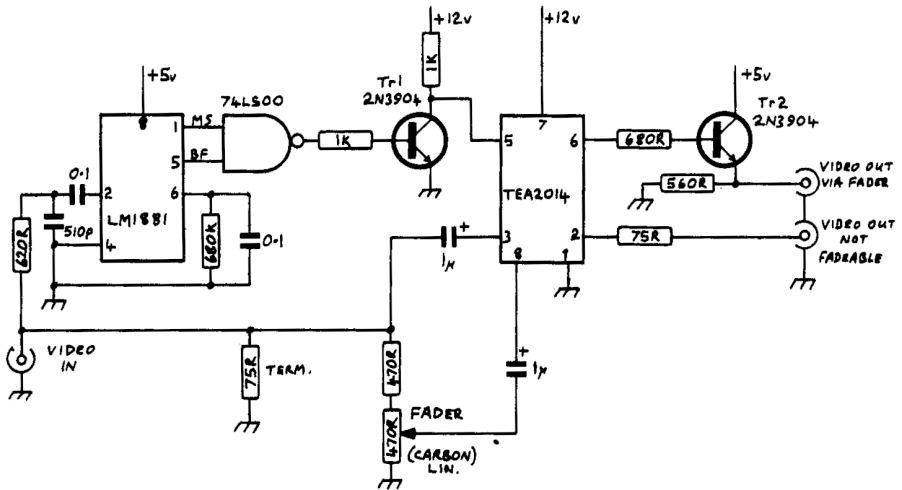 +12v
+12v
1K
+5v
Tr1
2N3904
74LS00
+5v
Tr2
2N3904
8
1
MS
5
BF
1K
7
5
6
680R
0.1
2
6
LM1881
510p
4
620R
680k
0.1
TEA2014
560R
VIDEO OUT
VIA FADER
1µ
+
3
2
75R
8
1
VIDEO OUT
NOT
FADEABLE
VIDEO
IN
75R
TERM.
470R
+
1µ
470R
FADER
(CARBON)
LIN.